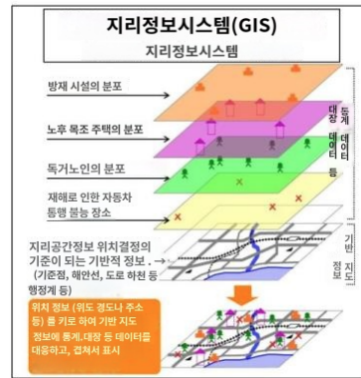 지리정보시스템(GIS)
지리정보시스템
방재 시설의 분포
노후 목조 주택의 분포
독거노인의 분포
재해로 인한 자동차
통행 불능 장소
통계 데이터
대장 데이터 등
지리공간정보 위치결정의
기준이 되는 기반적 정보 .
(기준점, 해안선, 도로 하천 등
행정계 등)
기반 지도
정보
위치 정보 (위도 경도나 주소
등) 를 키로 하여 기반 지도
정보에 통계.대장 등 데이터를
대응하고, 겹쳐서 표시